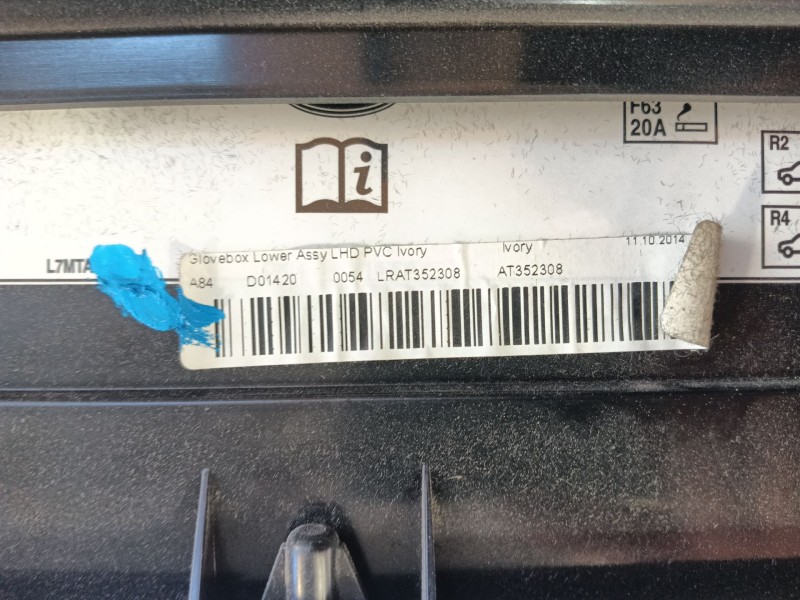 F63
20A
R2
R4
L7MTA
Glovebox Lower Assy LHD PVC Ivory Ivory 11.10.2014
A84 D01420 0054 LRAT352308 AT352308